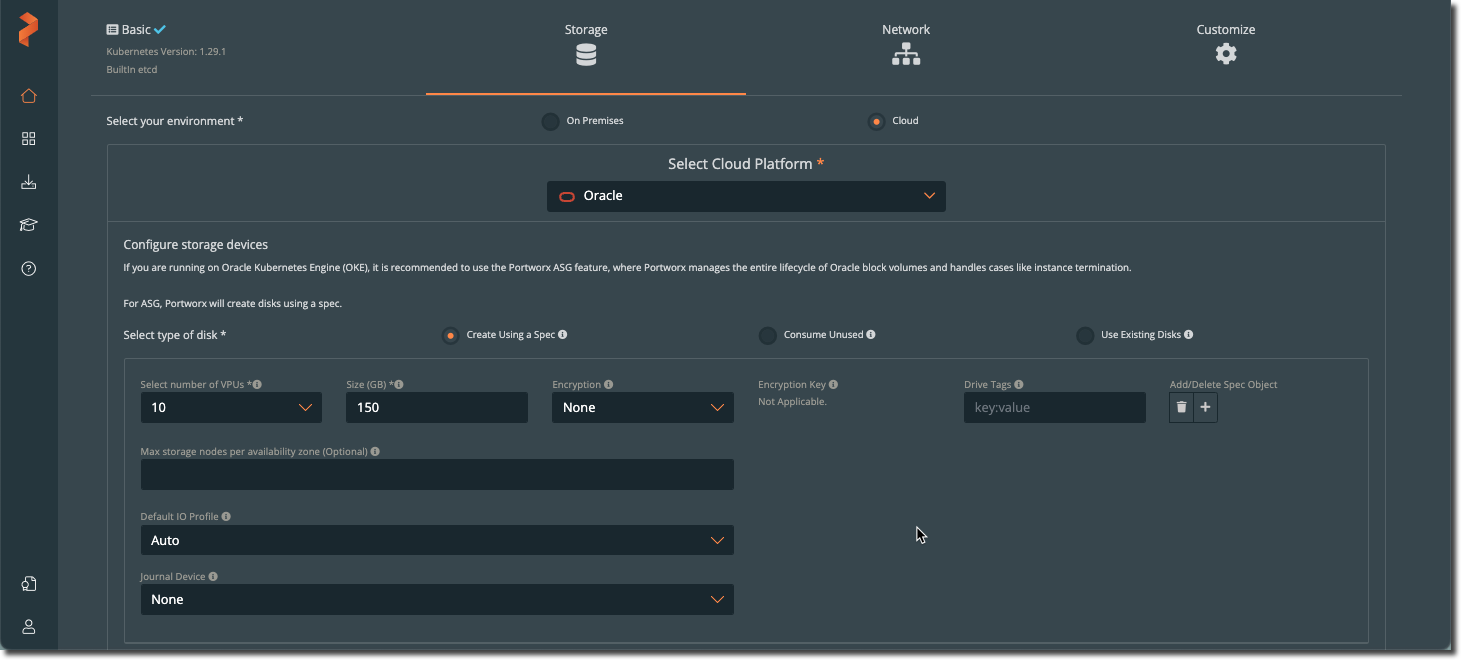 Basic
Kubernetes Version: 1.29.1
BuiltIn etcd
Storage
Network
Customize
Select your environment *
On Premises
Cloud
Select Cloud Platform *
Oracle
Configure storage devices
If you are running on Oracle Kubernetes Engine (OKE), it is recommended to use the Portworx ASG feature, where Portworx manages the entire lifecycle of Oracle block volumes and handles cases like instance termination.
For ASG, Portworx will create disks using a spec.
Select type of disk *
Create Using a Spec
Consume Unused
Use Existing Disks
Select number of VPUs *
Size (GB) *
Encryption
Encryption Key
Drive Tags
Add/Delete Spec Object
10
150
None
Not Applicable.
key:value
Max storage nodes per availability zone (Optional)
Default IO Profile
Auto
Journal Device
None